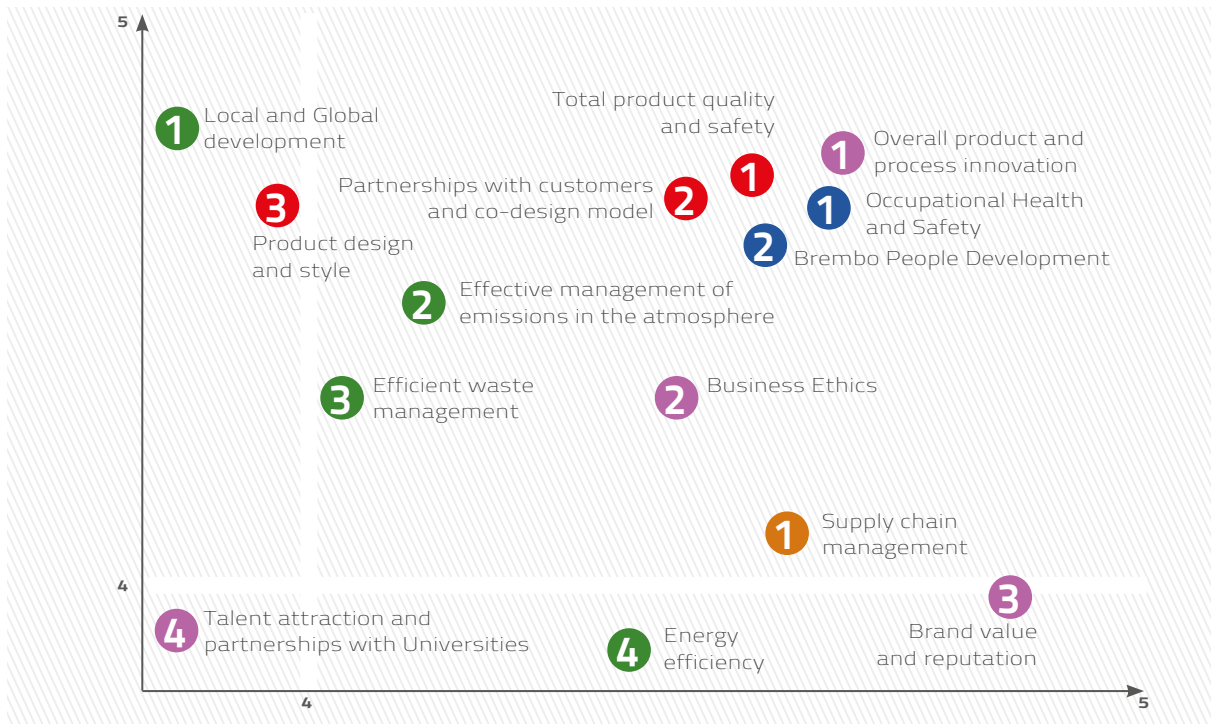 5
Total product quality
and safety
1
Local and Global
development
1
1
Overall product and
process innovation
Partnerships with customers
and co-design model
2
3
Product design
and style
1
Occupational Health
and Safety
2
Brembo People Development
2
Effective management of
emissions in the atmosphere
3
Efficient waste
management
2
Business Ethics
1
Supply chain
management
4
3
Brand value
and reputation
4
Talent attraction and
partnerships with Universities
4
Energy
efficiency
4
5